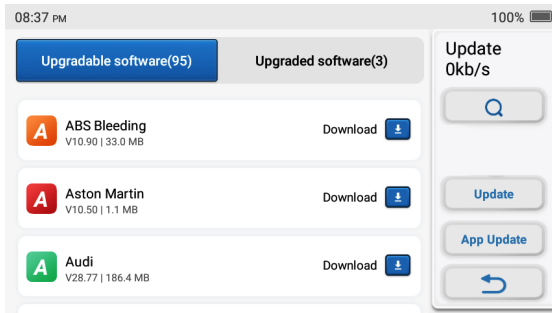 08:37 PM
100%
Upgradable software(95)
Upgraded software(3)
Update
0kb/s
A
ABS Bleeding
V10.90 | 33.0 MB
Download
A
Aston Martin
V10.50 | 1.1 MB
Download
Update
App Update
A
Audi
V28.77 | 186.4 MB
Download